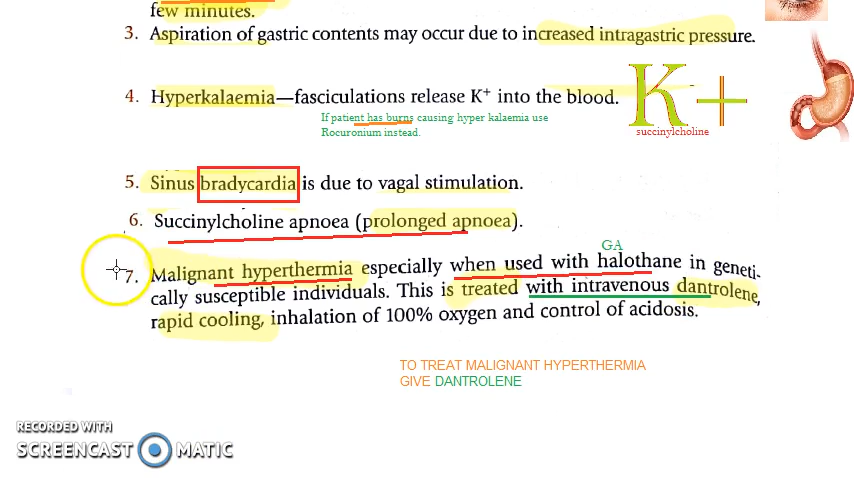 few minutes.
3. Aspiration of gastric contents may occur due to increased intragastric pressure.
4. Hyperkalaemia—fasciculations release K+ into the blood.
K+
If patient has burns causing hyper kalaemia use
Rocuronium instead.
succinylcholine
5. Sinus bradycardia is due to vagal stimulation.
6. Succinylcholine apnoea (prolonged apnoea).
GA
7. Malignant hyperthermia especially when used with halothane in geneti-
cally susceptible individuals. This is treated with intravenous dantrolene,
rapid cooling, inhalation of 100% oxygen and control of acidosis.
TO TREAT MALIGNANT HYPERTHERMIA
GIVE DANTROLENE
RECORDED WITH
SCREENCAST MATIC